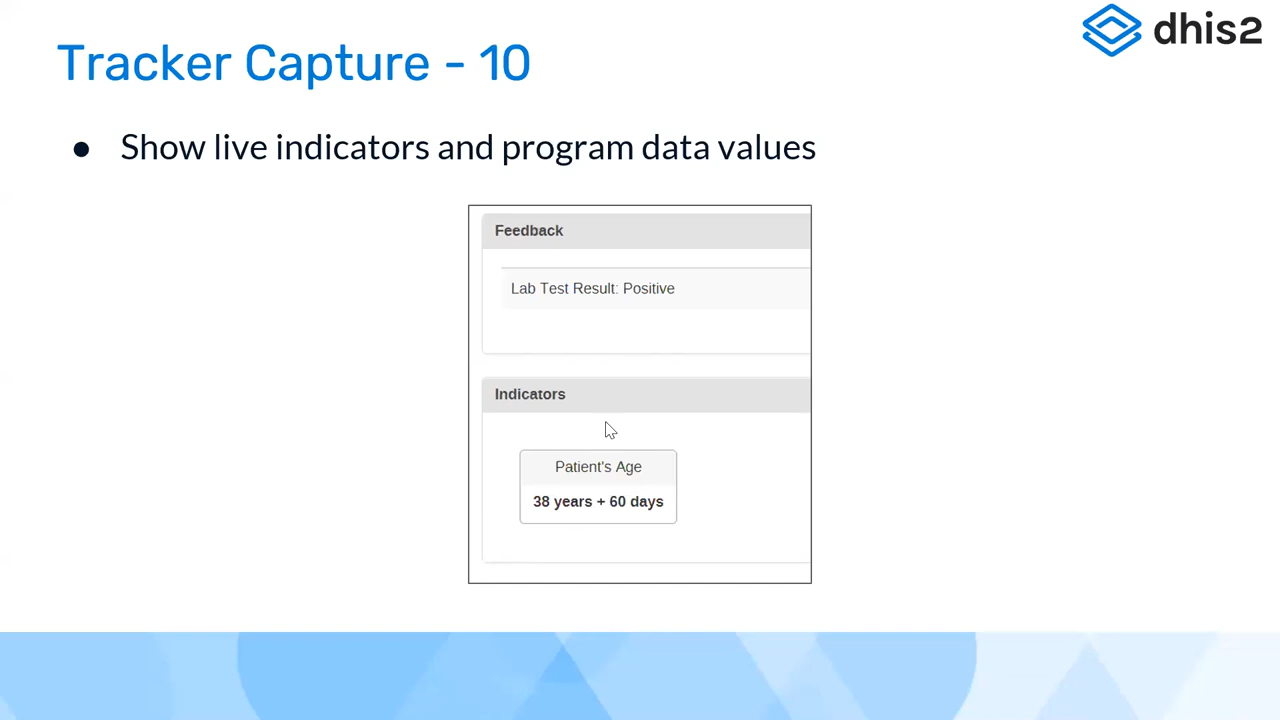 dhis2
Tracker Capture - 10
● Show live indicators and program data values
Feedback
Lab Test Result: Positive
Indicators
Patient's Age
38 years + 60 days